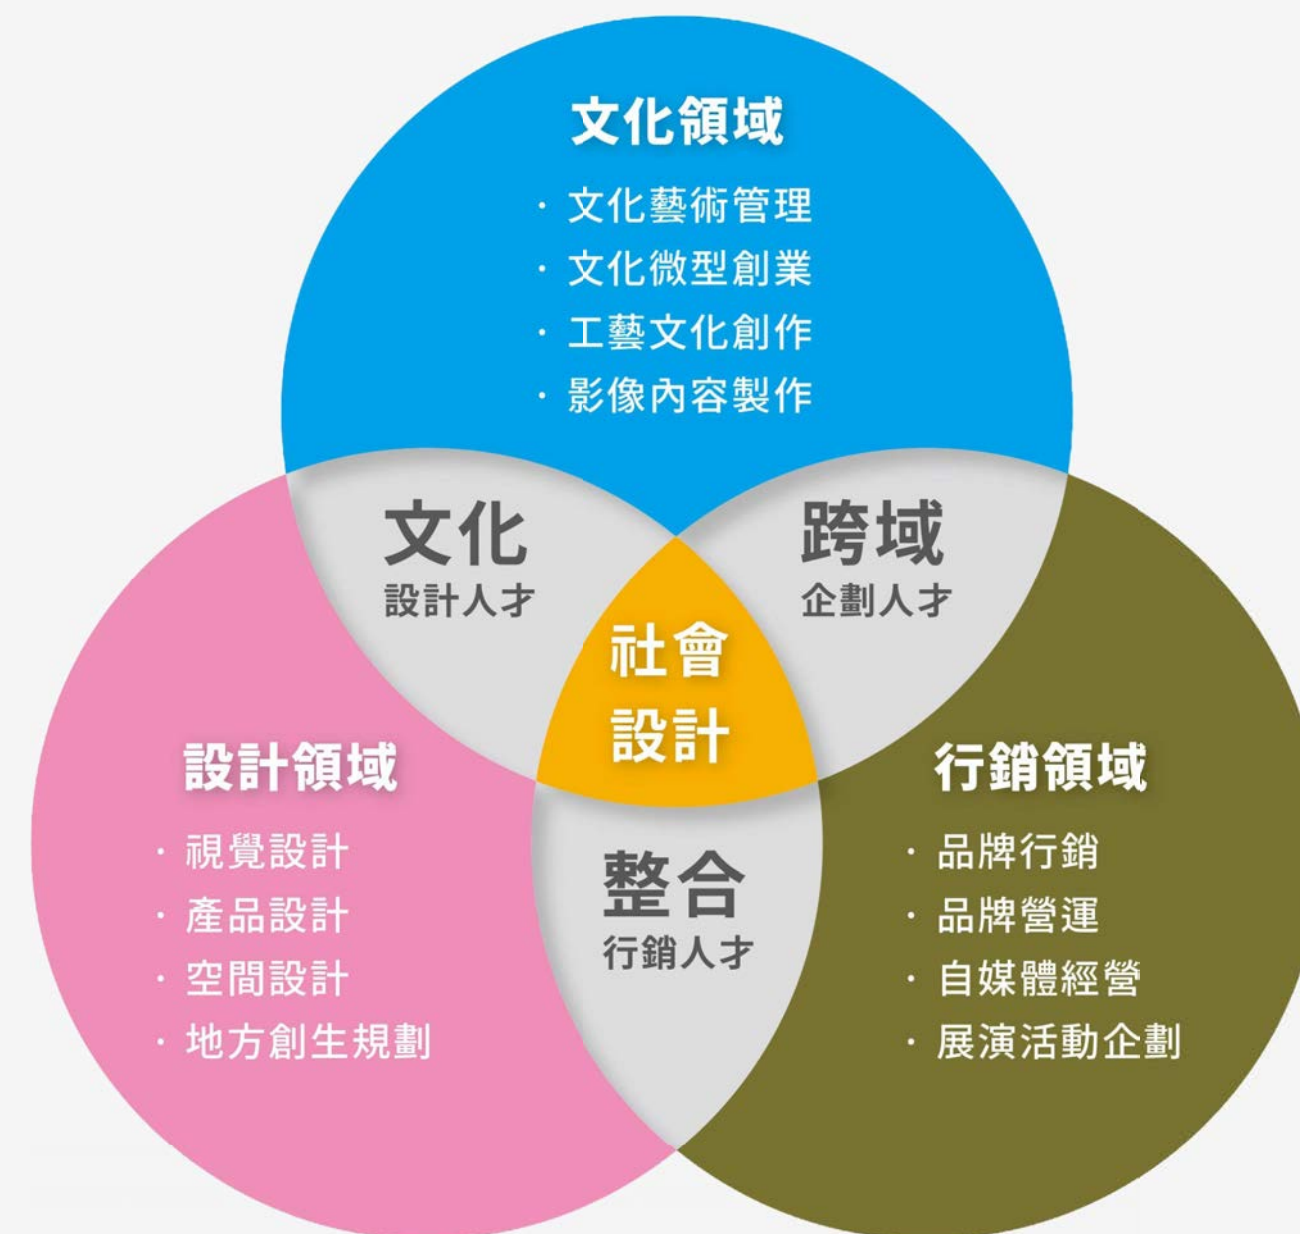 文化領域
· 文化藝術管理
· 文化微型創業
· 工藝文化創作
· 影像內容製作
文化
設計人才
跨域
企劃人才
社會
設計
設計領域
· 視覺設計
· 產品設計
· 空間設計
· 地方創生規劃
整合
行銷人才
行銷領域
· 品牌行銷
· 品牌營運
· 自媒體經營
· 展演活動企劃